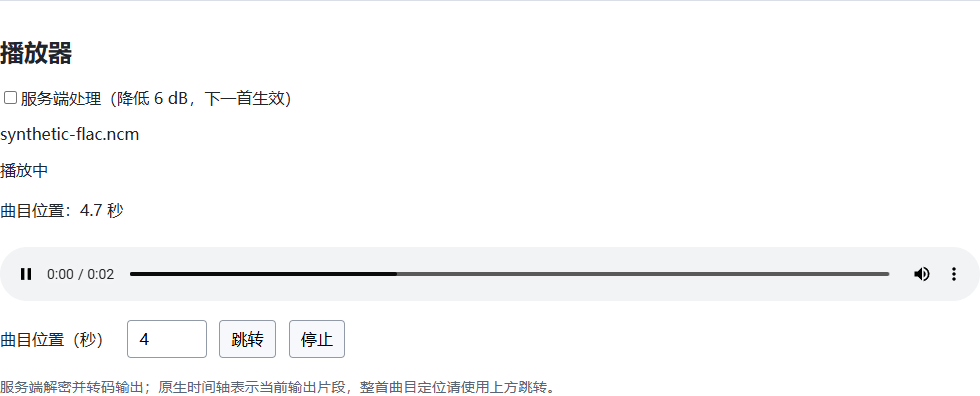 播放器
服务端处理（降低 6 dB，下一首生效）
synthetic-flac.ncm
播放中
曲目位置：4.7 秒
0:00 / 0:02
曲目位置（秒） 4 跳转 停止
服务端解密并转码输出；原生时间轴表示当前输出片段，整首曲目定位请使用上方跳转。